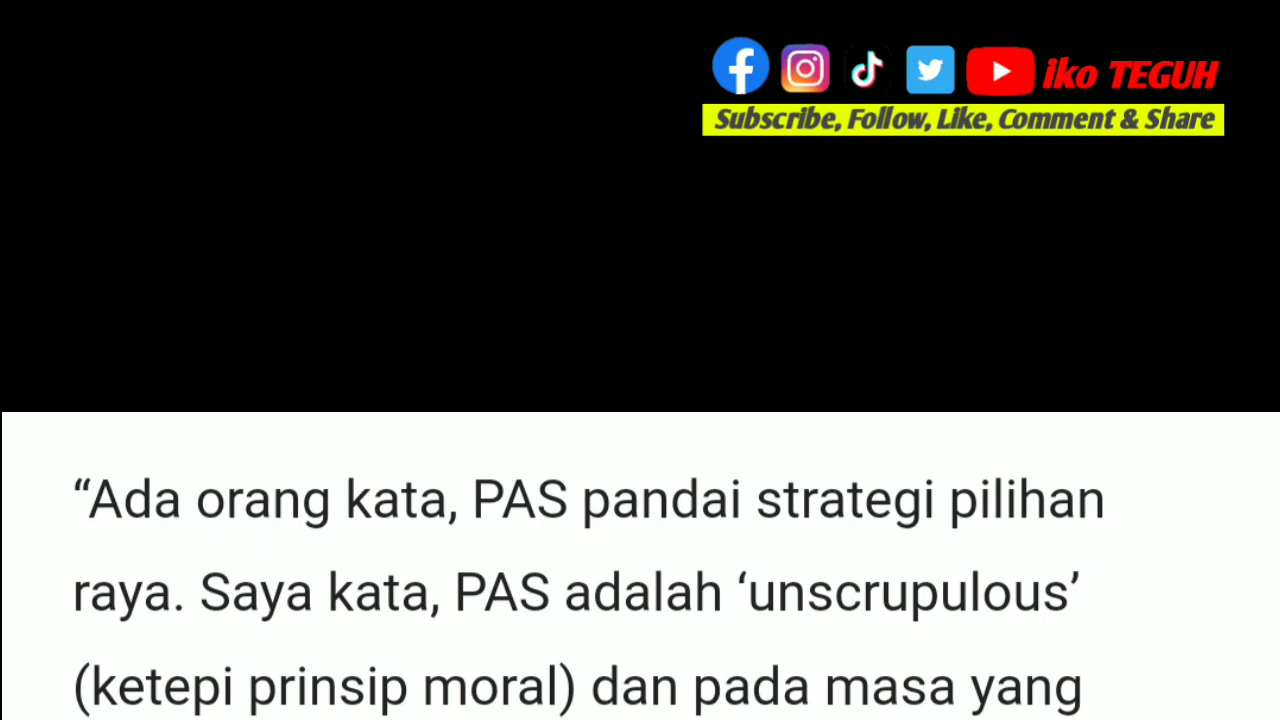 iko TEGUH
Subscribe, Follow, Like, Comment & Share
“Ada orang kata, PAS pandai strategi pilihan
raya. Saya kata, PAS adalah ‘unscrupulous’
(ketepi prinsip moral) dan pada masa yang